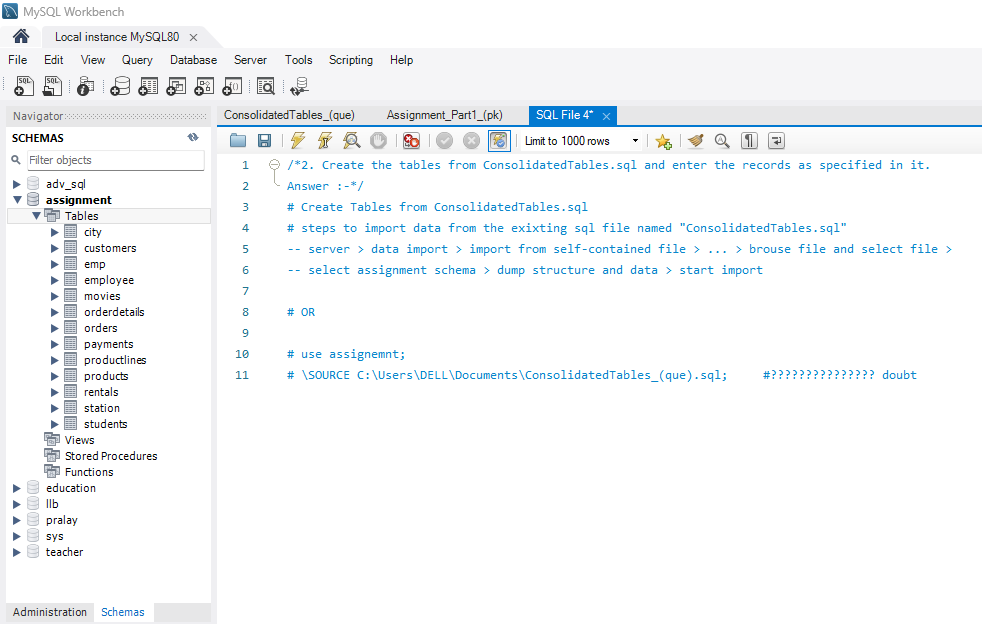 MySQL Workbench
Local instance MySQL80
File Edit View Query Database Server Tools Scripting Help
Navigator
SCHEMAS
Filter objects
adv_sql
assignment
Tables
city
customers
emp
employee
movies
orderdetails
orders
payments
productlines
products
rentals
station
students
Views
Stored Procedures
Functions
education
llb
pralay
sys
teacher
Administration Schemas
ConsolidatedTables_(que) Assignment_Part1_(pk) SQL File 4*
Limit to 1000 rows
1 /*2. Create the tables from ConsolidatedTables.sql and enter the records as specified in it.
2 Answer :-*/
3 # Create Tables from ConsolidatedTables.sql
4 # steps to import data from the exixting sql file named "ConsolidatedTables.sql"
5 -- server > data import > import from self-contained file > ... > brouse file and select file >
6 -- select assignment schema > dump structure and data > start import
7
8 # OR
9
10 # use assignemnt;
11 # \SOURCE C:\Users\DELL\Documents\ConsolidatedTables_(que).sql; #??????????????? doubt